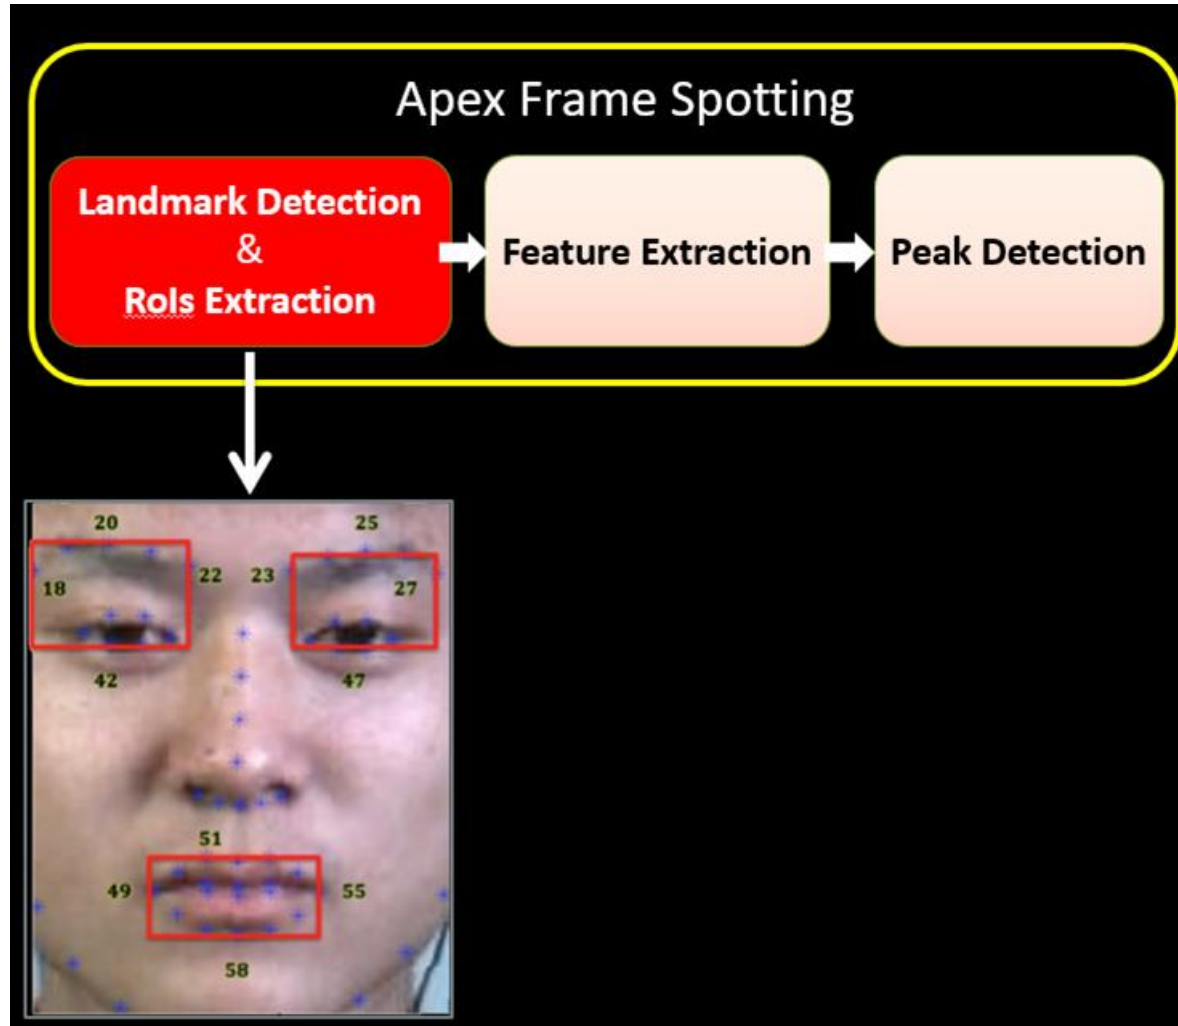 Apex Frame Spotting
Landmark Detection
&
RoIs Extraction
Feature Extraction
Peak Detection
20
25
18
22
23
27
42
47
51
49
55
58